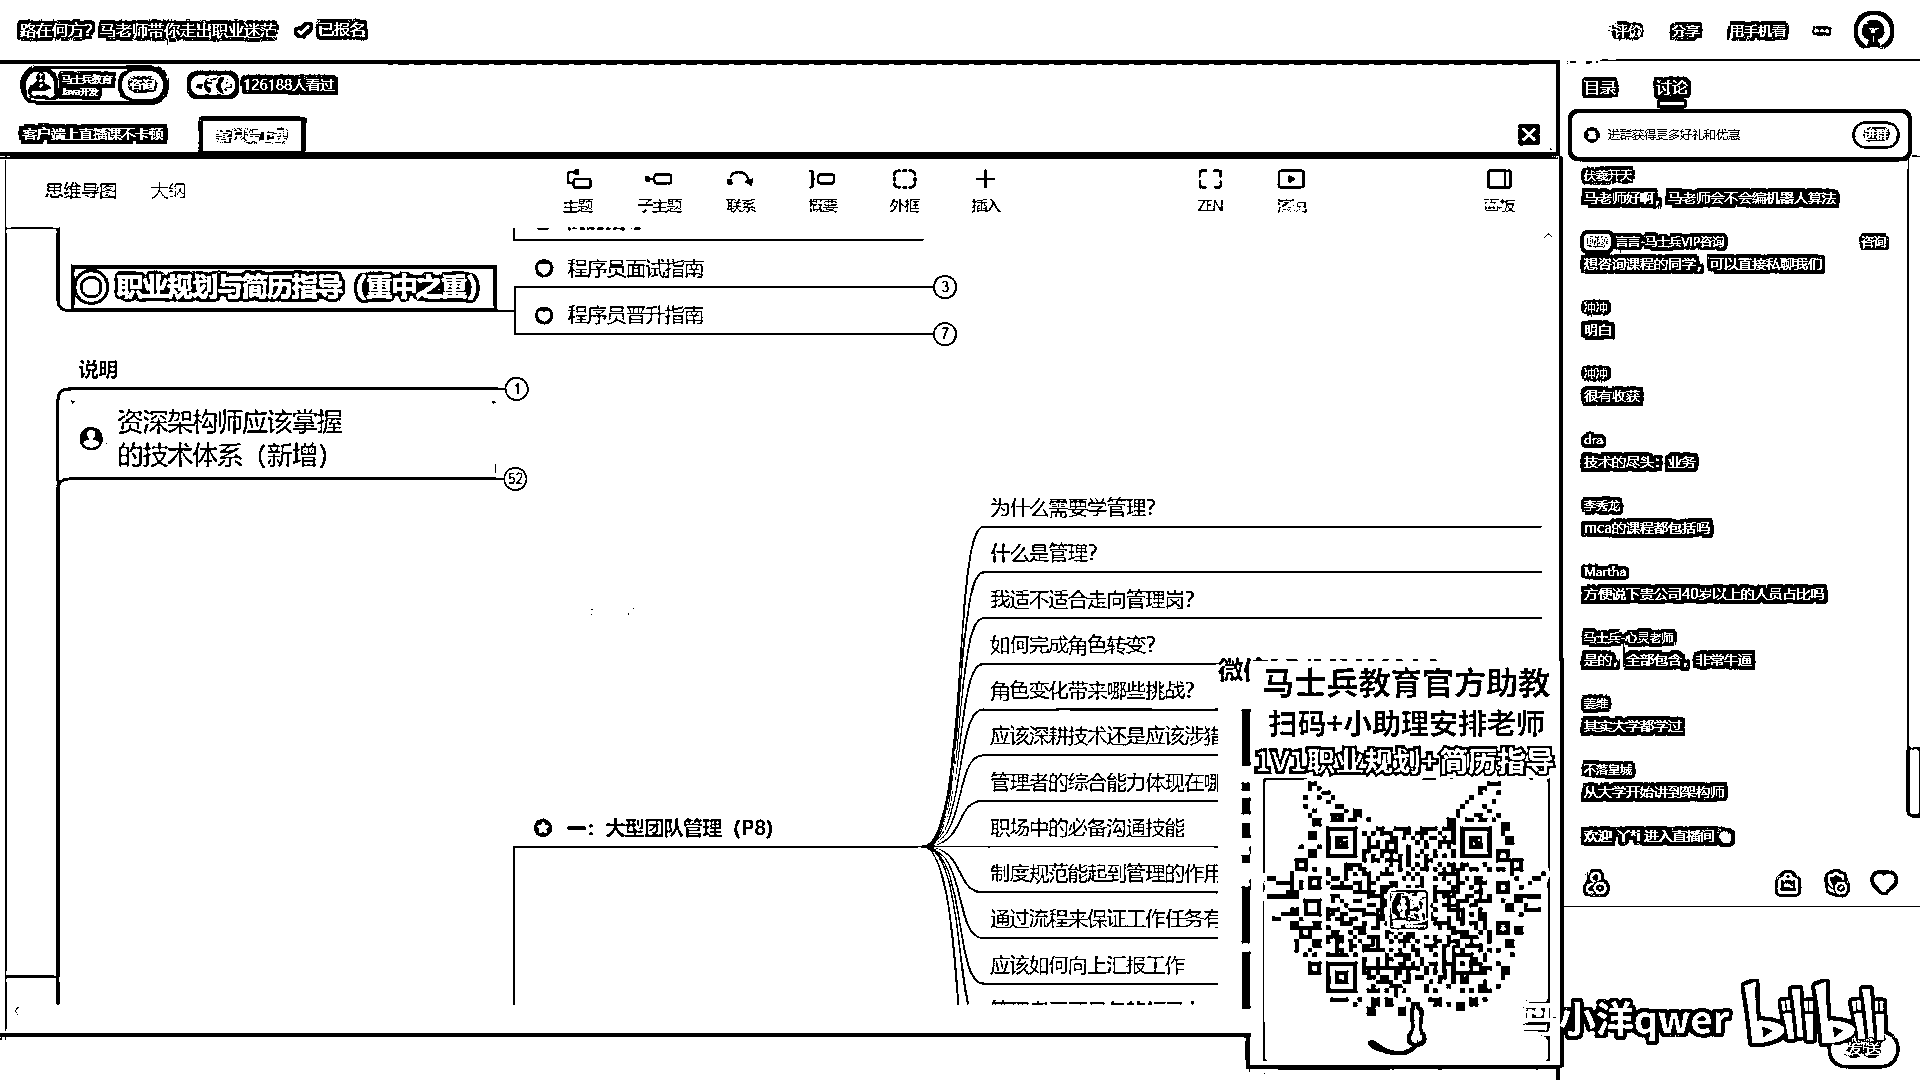 路在何方？马老师带你走出职业迷茫 已报名
评价 分享 用手机看
马士兵教育
Java开发
咨询
126188人看过
客户端上直播课不卡顿
目录 讨论
进群获得更多好礼和优惠 进群
思维导图 大纲
主题 子主题 联系 概要 外框 插入 ZEN 演说 面板
程序员面试指南
3
职业规划与简历指导（重中之重）
程序员晋升指南
7
说明
1
资深架构师应该掌握
的技术体系（新增）
52
为什么需要学管理？
什么是管理？
我适不适合走向管理岗？
如何完成角色转变？
角色变化带来哪些挑战？
应该深耕技术还是应该涉猎
管理者的综合能力体现在哪
一：大型团队管理（P8）
职场中的必备沟通技能
制度规范能起到管理的作用
通过流程来保证工作任务有
应该如何向上汇报工作
微信
马士兵教育官方助教
扫码+小助理安排老师
1V1职业规划+简历指导
伏羲开天
马老师好啊，马老师会不会编机器人算法
言言-马士兵VIP咨询 咨询
想咨询课程的同学，可以直接私聊我们
冲冲
明白
冲冲
很有收获
dra
技术的尽头：业务
李秀龙
mca的课程都包括吗
Martha
方便说下贵公司40岁以上的人员占比吗
马士兵-心灵老师
是的，全部包含，非常牛逼
姜维
其实大学都学过
不落皇城
从大学开始讲到架构师
欢迎 丫 进入直播间
小洋qwer
bilibili
发送